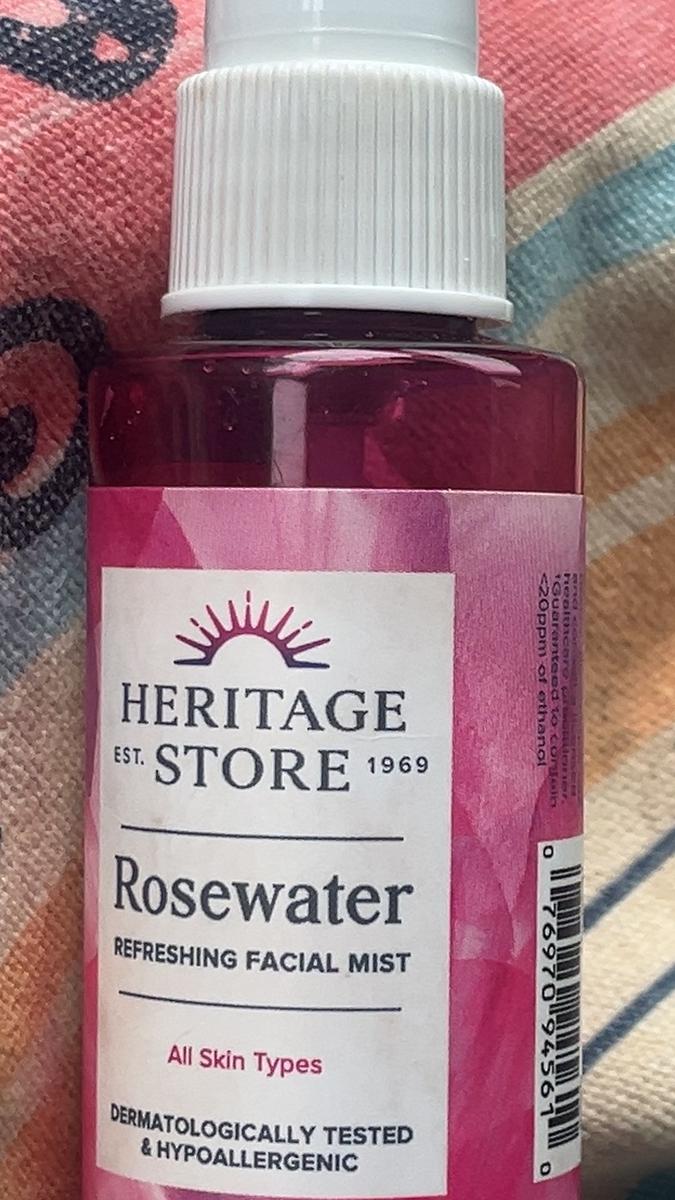 HERITAGE
EST. STORE 1969
Rosewater
REFRESHING FACIAL MIST
All Skin Types
DERMATOLOGICALLY TESTED
& HYPOALLERGENIC
healthcare practitioner.
†Guaranteed to contain
<20ppm of ethanol
0 76970 94561 0